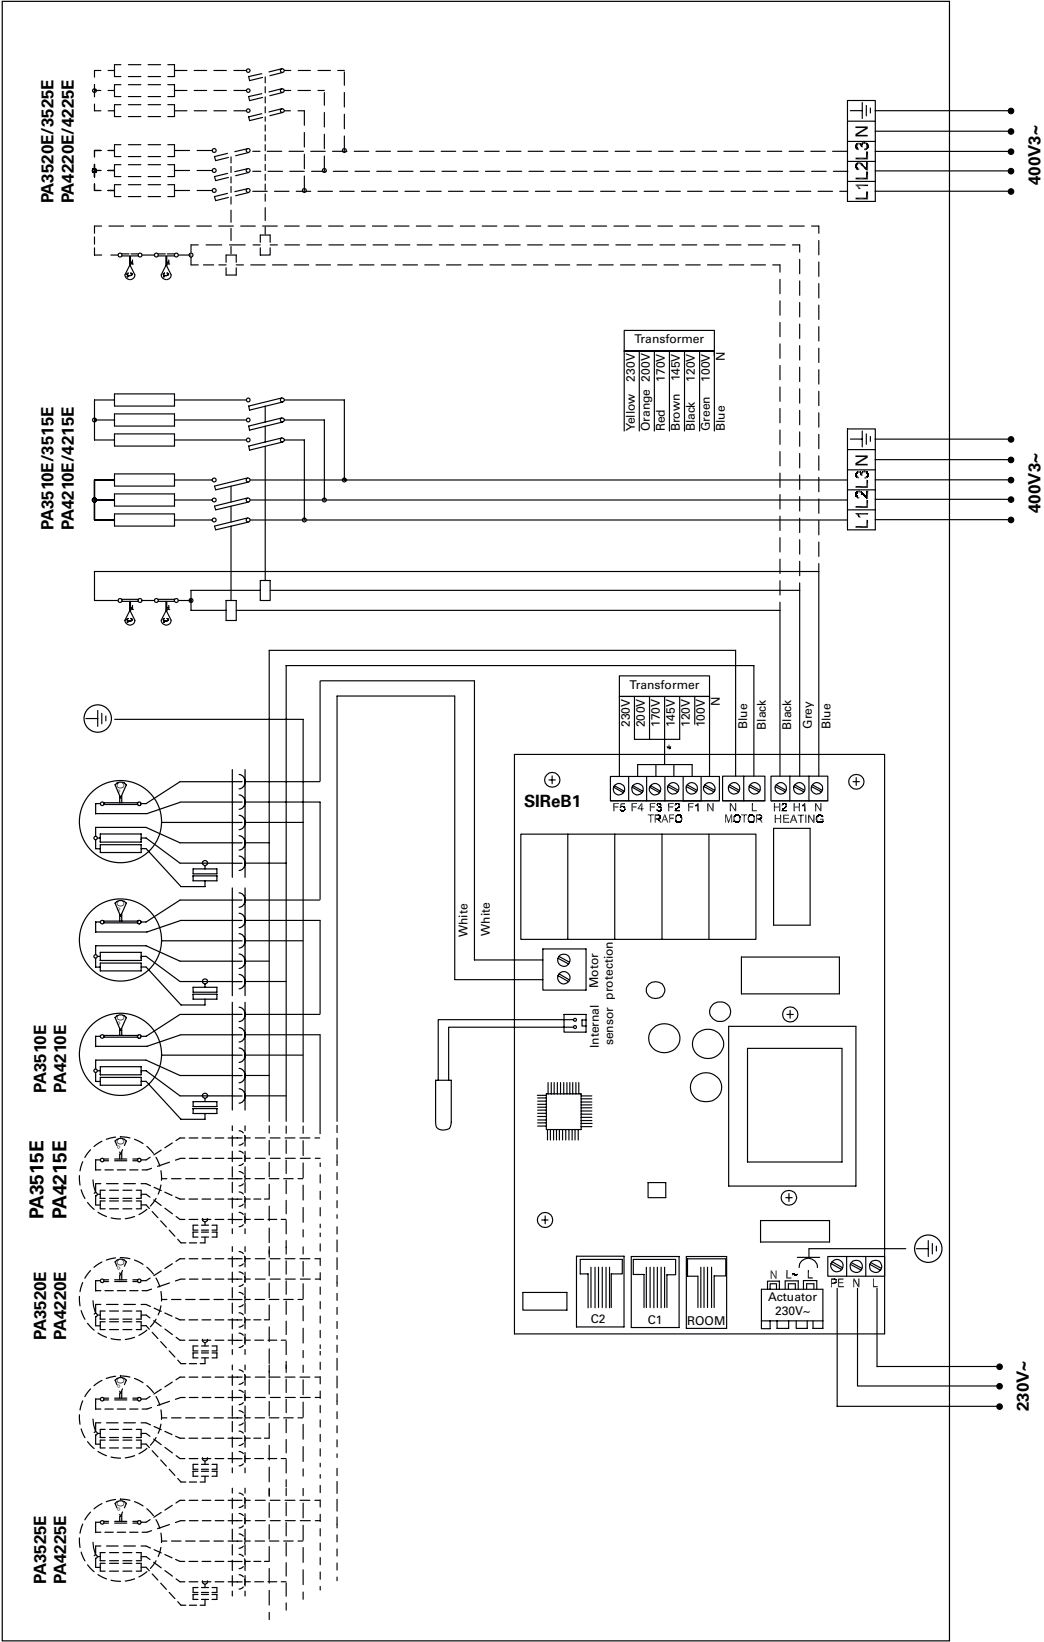 PA3520E/3525E
PA4220E/4225E
L1 L2 L3 N
400V3~
Transformer
Yellow 230V
Orange 200V
Red 170V
Brown 145V
Black 120V
Green 100V
Blue N
PA3510E/3515E
PA4210E/4215E
L1 L2 L3 N
400V3~
Transformer
230V
200V
170V
145V
120V
100V
N
Blue
Black
Black
Grey
Blue
SIReB1
F5 F4 F3 F2 F1 N
TRAFO
N L
MOTOR
H2 H1 N
HEATING
White
White
Motor
protection
Internal
sensor
PA3510E
PA4210E
PA3515E
PA4215E
PA3520E
PA4220E
PA3525E
PA4225E
C2
C1
ROOM
N L~ L
Actuator
230V~
PE N L
230V~